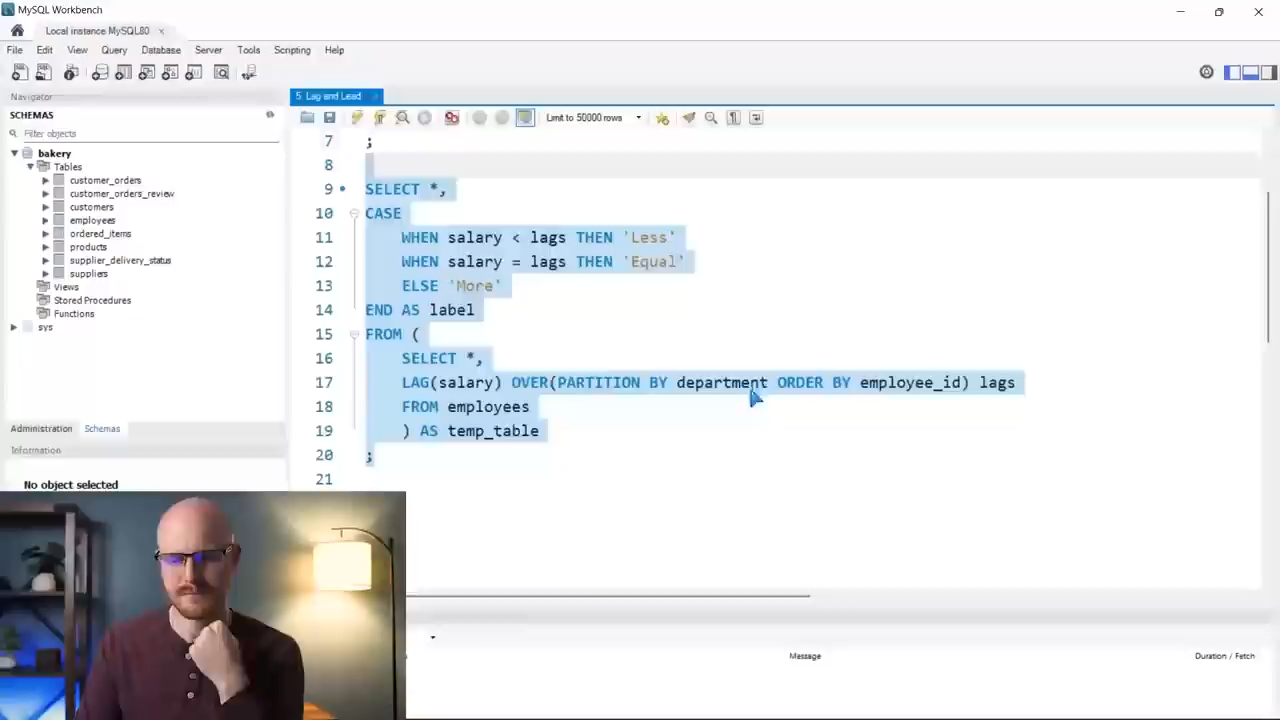 MySQL Workbench
Local instance MySQL80 ×
File Edit View Query Database Server Tools Scripting Help
Navigator
SCHEMAS
Filter objects
bakery
Tables
customer_orders
customer_orders_review
customers
employees
ordered_items
products
supplier_delivery_status
suppliers
Views
Stored Procedures
Functions
sys
Administration Schemas
Information
No object selected
5. Lag and Lead
Limit to 50000 rows
7 ;
8
9 SELECT *,
10 CASE
11 WHEN salary < lags THEN 'Less'
12 WHEN salary = lags THEN 'Equal'
13 ELSE 'More'
14 END AS label
15 FROM (
16 SELECT *,
17 LAG(salary) OVER(PARTITION BY department ORDER BY employee_id) lags
18 FROM employees
19 ) AS temp_table
20 ;
21
Message Duration / Fetch